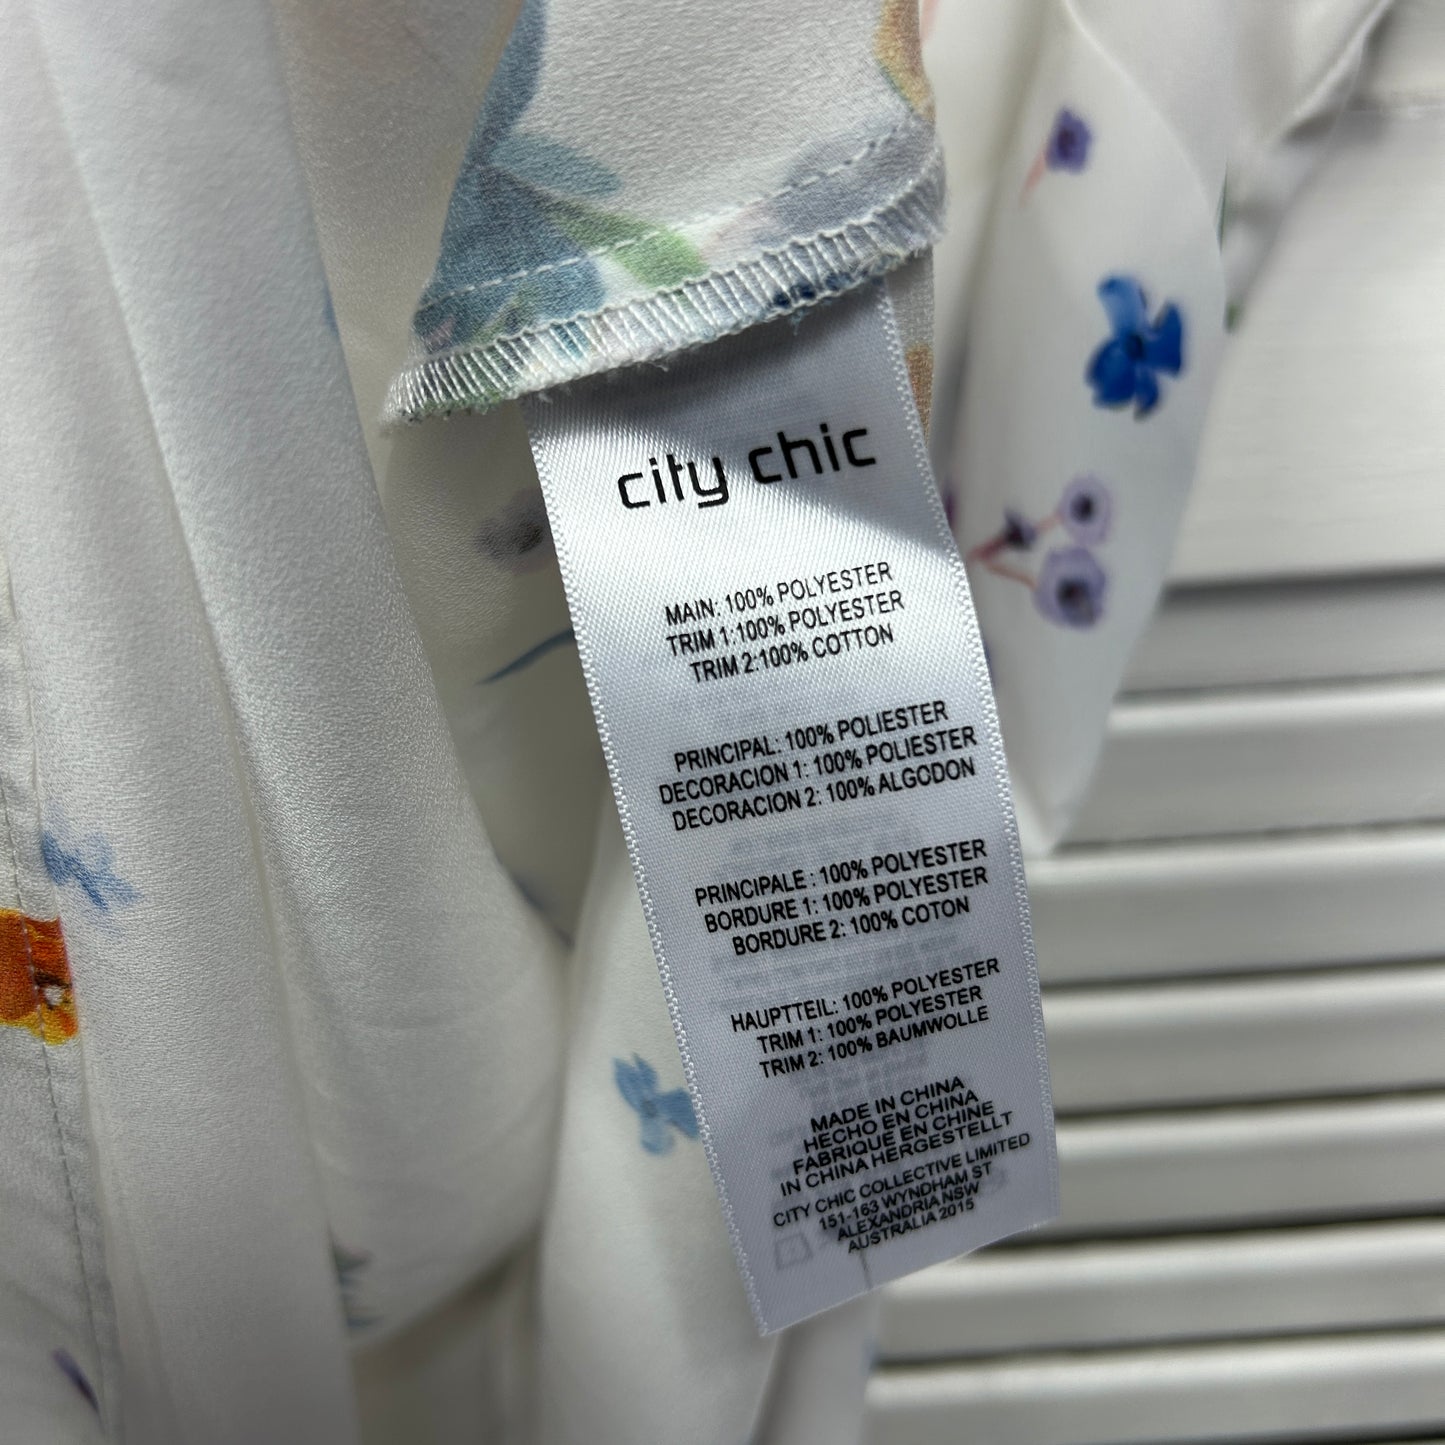 city chic
MAIN: 100% POLYESTER
TRIM 1:100% POLYESTER
TRIM 2:100% COTTON
PRINCIPAL: 100% POLIESTER
DECORACION 1: 100% POLIESTER
DECORACION 2: 100% ALGODON
PRINCIPALE : 100% POLYESTER
BORDURE 1: 100% POLYESTER
BORDURE 2: 100% COTON
HAUPTTEIL: 100% POLYESTER
TRIM 1: 100% POLYESTER
TRIM 2: 100% BAUMWOLLE
MADE IN CHINA
HECHO EN CHINA
FABRIQUE EN CHINE
IN CHINA HERGESTELLT
CITY CHIC COLLECTIVE LIMITED
151-163 WYNDHAM ST
ALEXANDRIA NSW
AUSTRALIA 2015